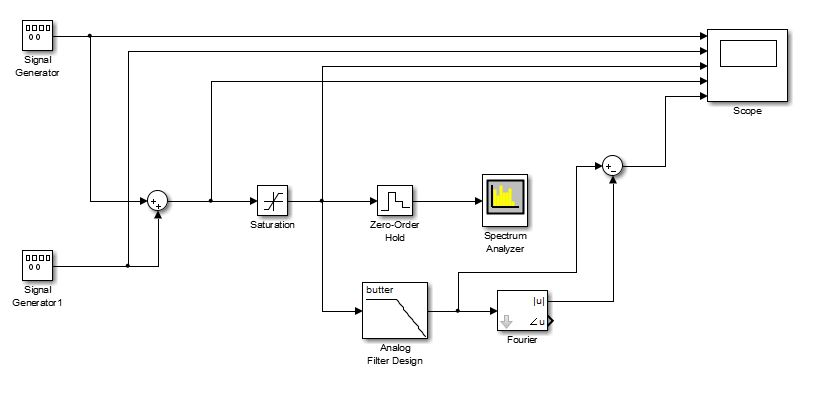 Signal
Generator
Scope
Saturation
Zero-Order
Hold
Spectrum
Analyzer
Signal
Generator1
butter
Analog
Filter Design
|u|
∠u
Fourier